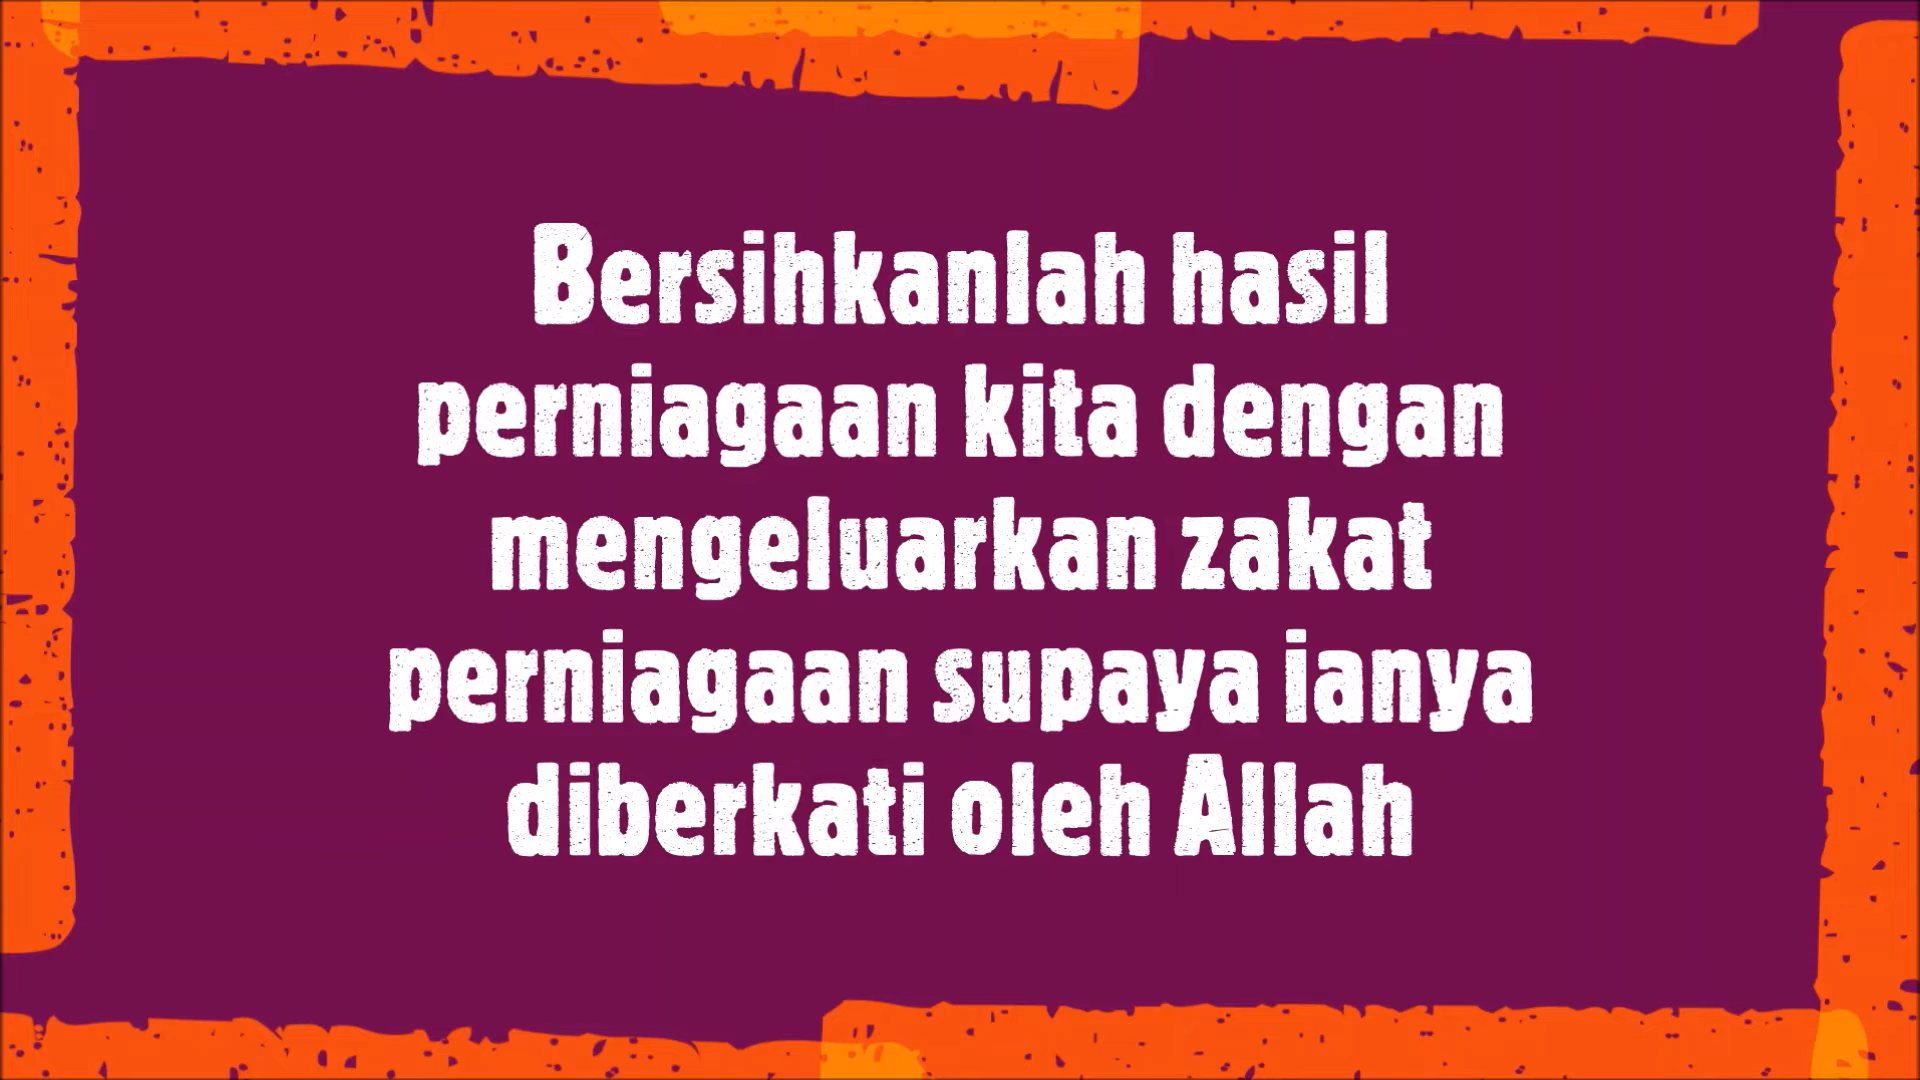 Bersihkanlah hasil
perniagaan kita dengan
mengeluarkan zakat
perniagaan supaya ianya
diberkati oleh Allah